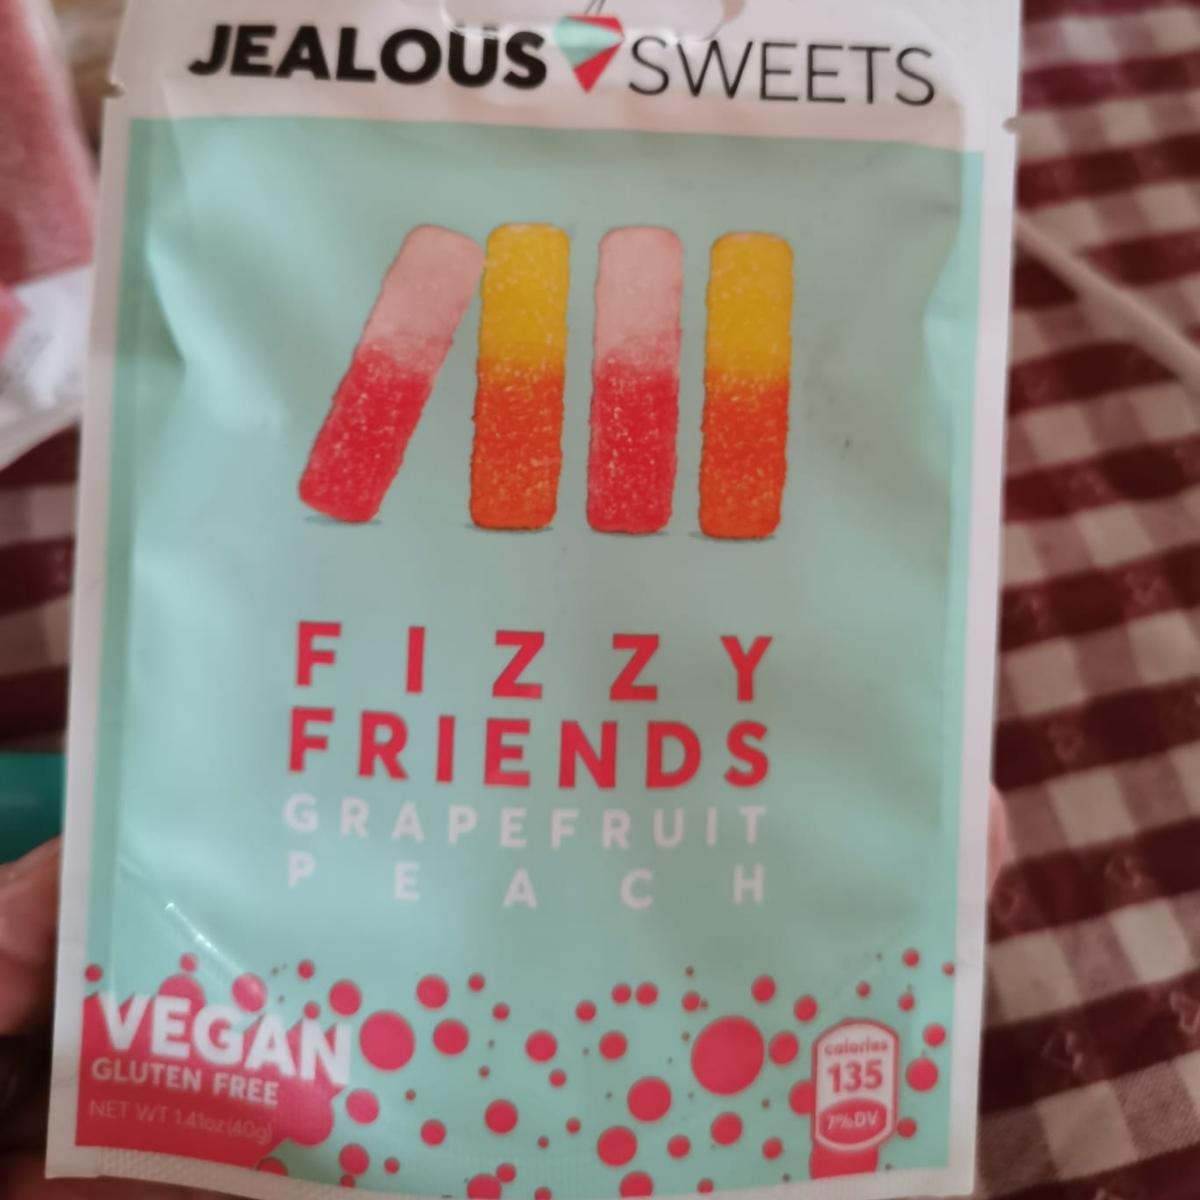 JEALOUS SWEETS
FIZZY
FRIENDS
GRAPEFRUIT
PEACH
VEGAN
GLUTEN FREE
NET WT 1.41oz (40g)
calories
135
7% DV